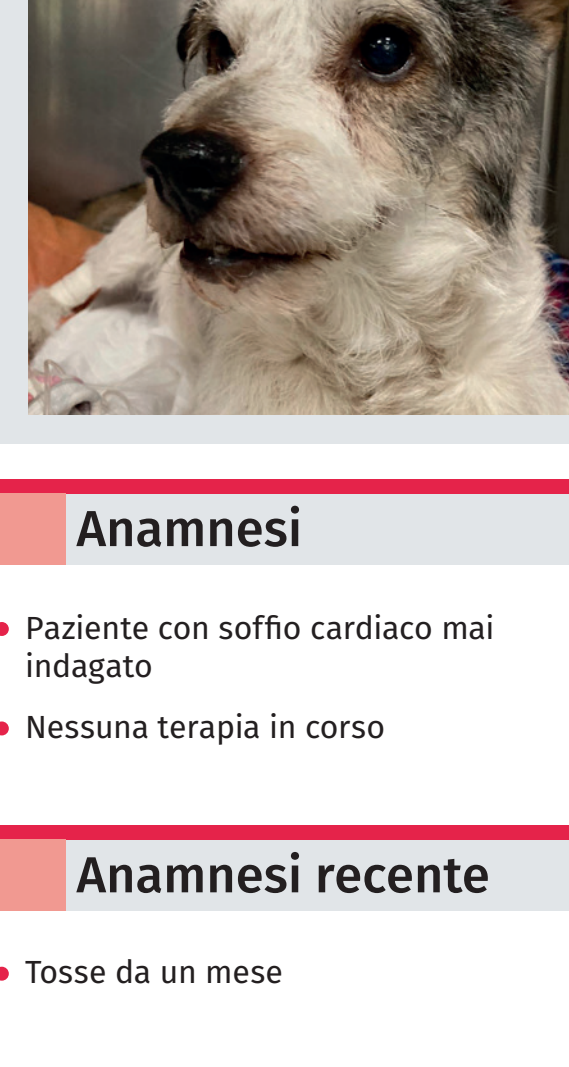 Anamnesi
Paziente con soffio cardiaco mai
indagato
Nessuna terapia in corso
Anamnesi recente
Tosse da un mese